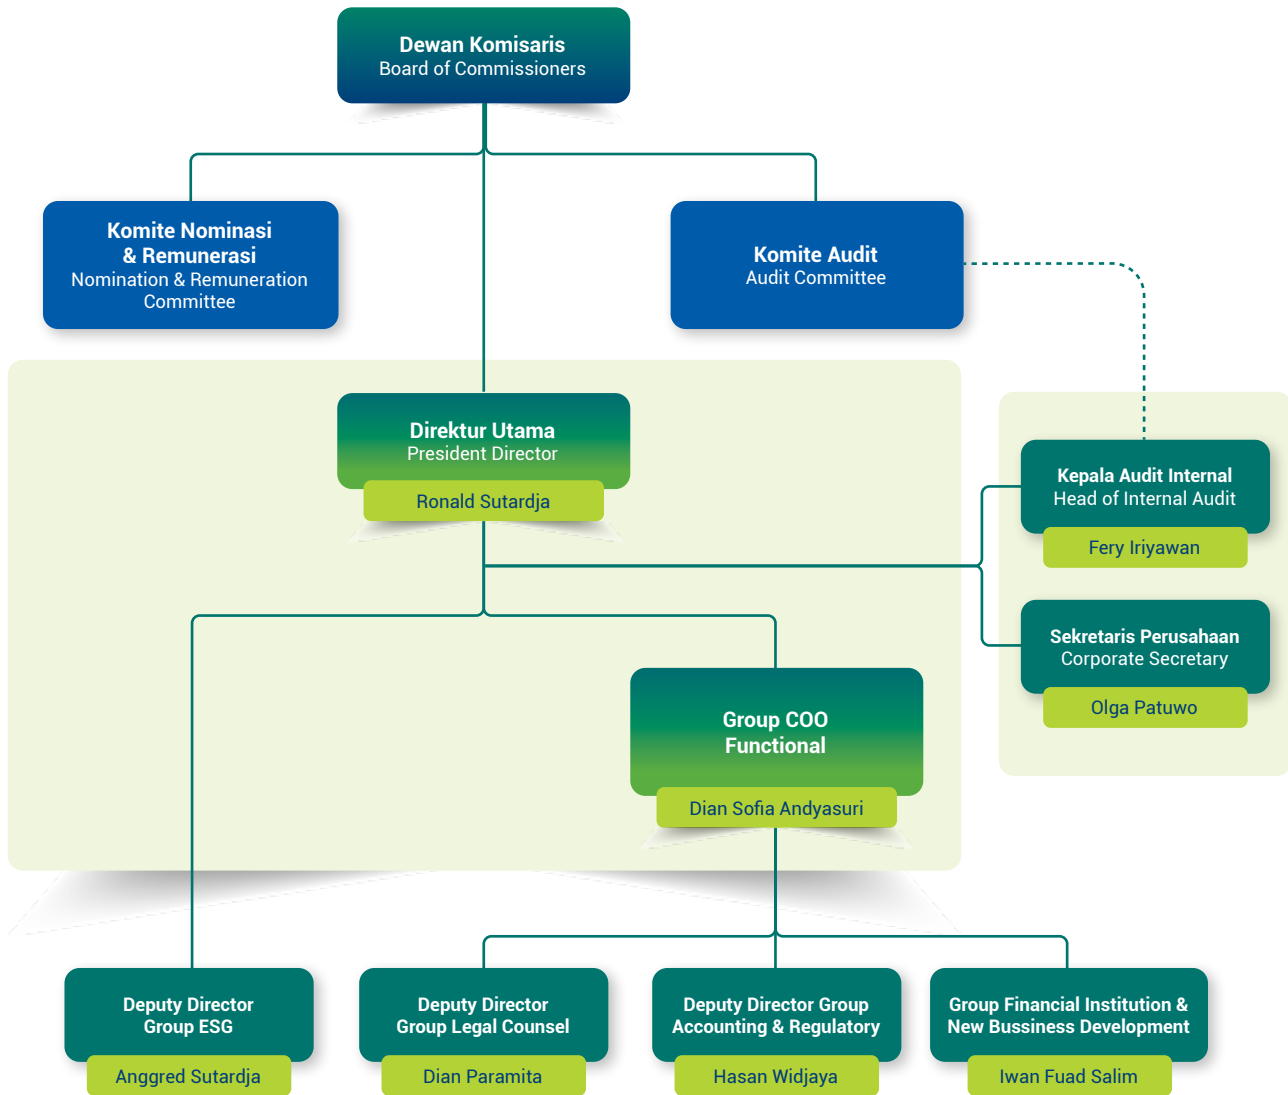 Dewan Komisaris
Board of Commissioners
Komite Nominasi
& Remunerasi
Nomination & Remuneration
Committee
Komite Audit
Audit Committee
Direktur Utama
President Director
Ronald Sutardja
Kepala Audit Internal
Head of Internal Audit
Fery Iriyawan
Sekretaris Perusahaan
Corporate Secretary
Olga Patuwo
Group COO
Functional
Dian Sofia Andyasuri
Deputy Director
Group ESG
Anggred Sutardja
Deputy Director
Group Legal Counsel
Dian Paramita
Deputy Director Group
Accounting & Regulatory
Hasan Widjaya
Group Financial Institution &
New Bussiness Development
Iwan Fuad Salim